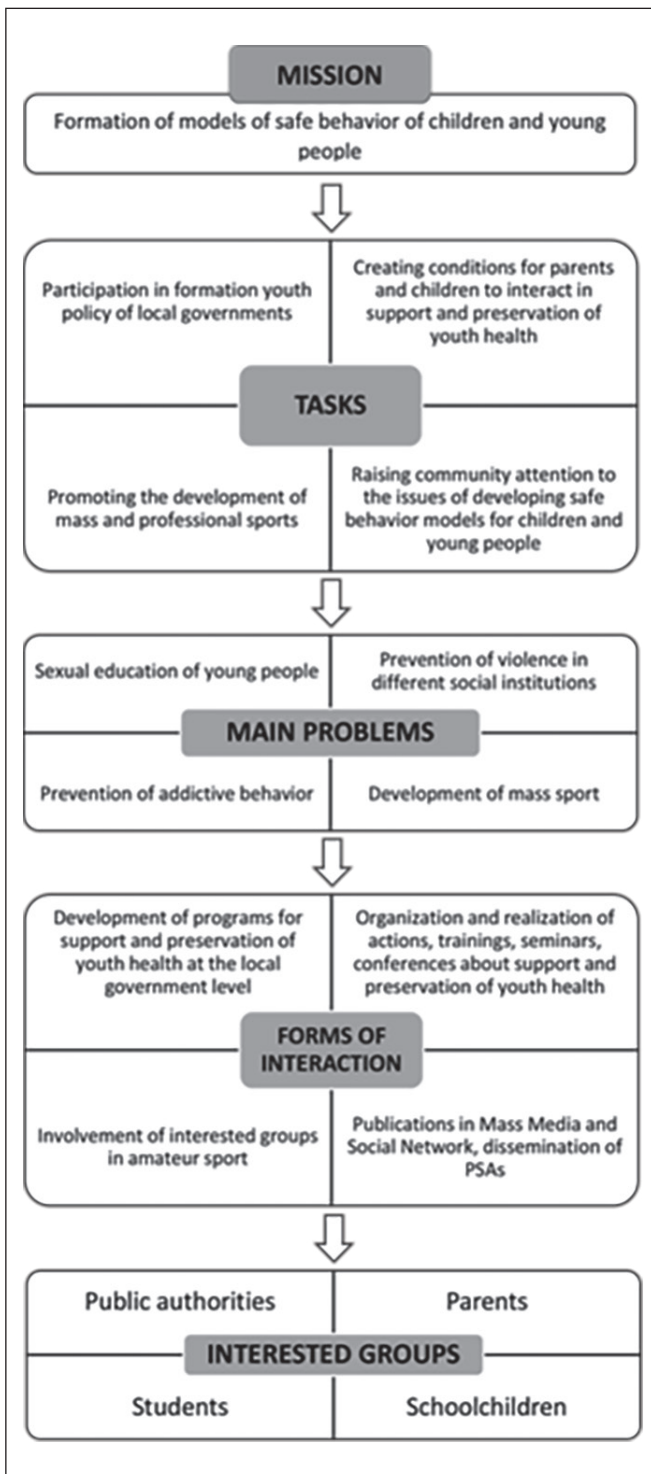 MISSION
Formation of models of safe behavior of children and young
people
Participation in formation youth
policy of local governments
Creating conditions for parents
and children to interact in
support and preservation of
youth health
TASKS
Promoting the development of
mass and professional sports
Raising community attention to
the issues of developing safe
behavior models for children and
young people
Sexual education of young people
Prevention of violence in
different social institutions
MAIN PROBLEMS
Prevention of addictive behavior
Development of mass sport
Development of programs for
support and preservation of
youth health at the local
government level
Organization and realization of
actions, trainings, seminars,
conferences about support and
preservation of youth health
FORMS OF
INTERACTION
Involvement of interested groups
in amateur sport
Publications in Mass Media and
Social Network, dissemination of
PSAs
Public authorities
Parents
INTERESTED GROUPS
Students
Schoolchildren